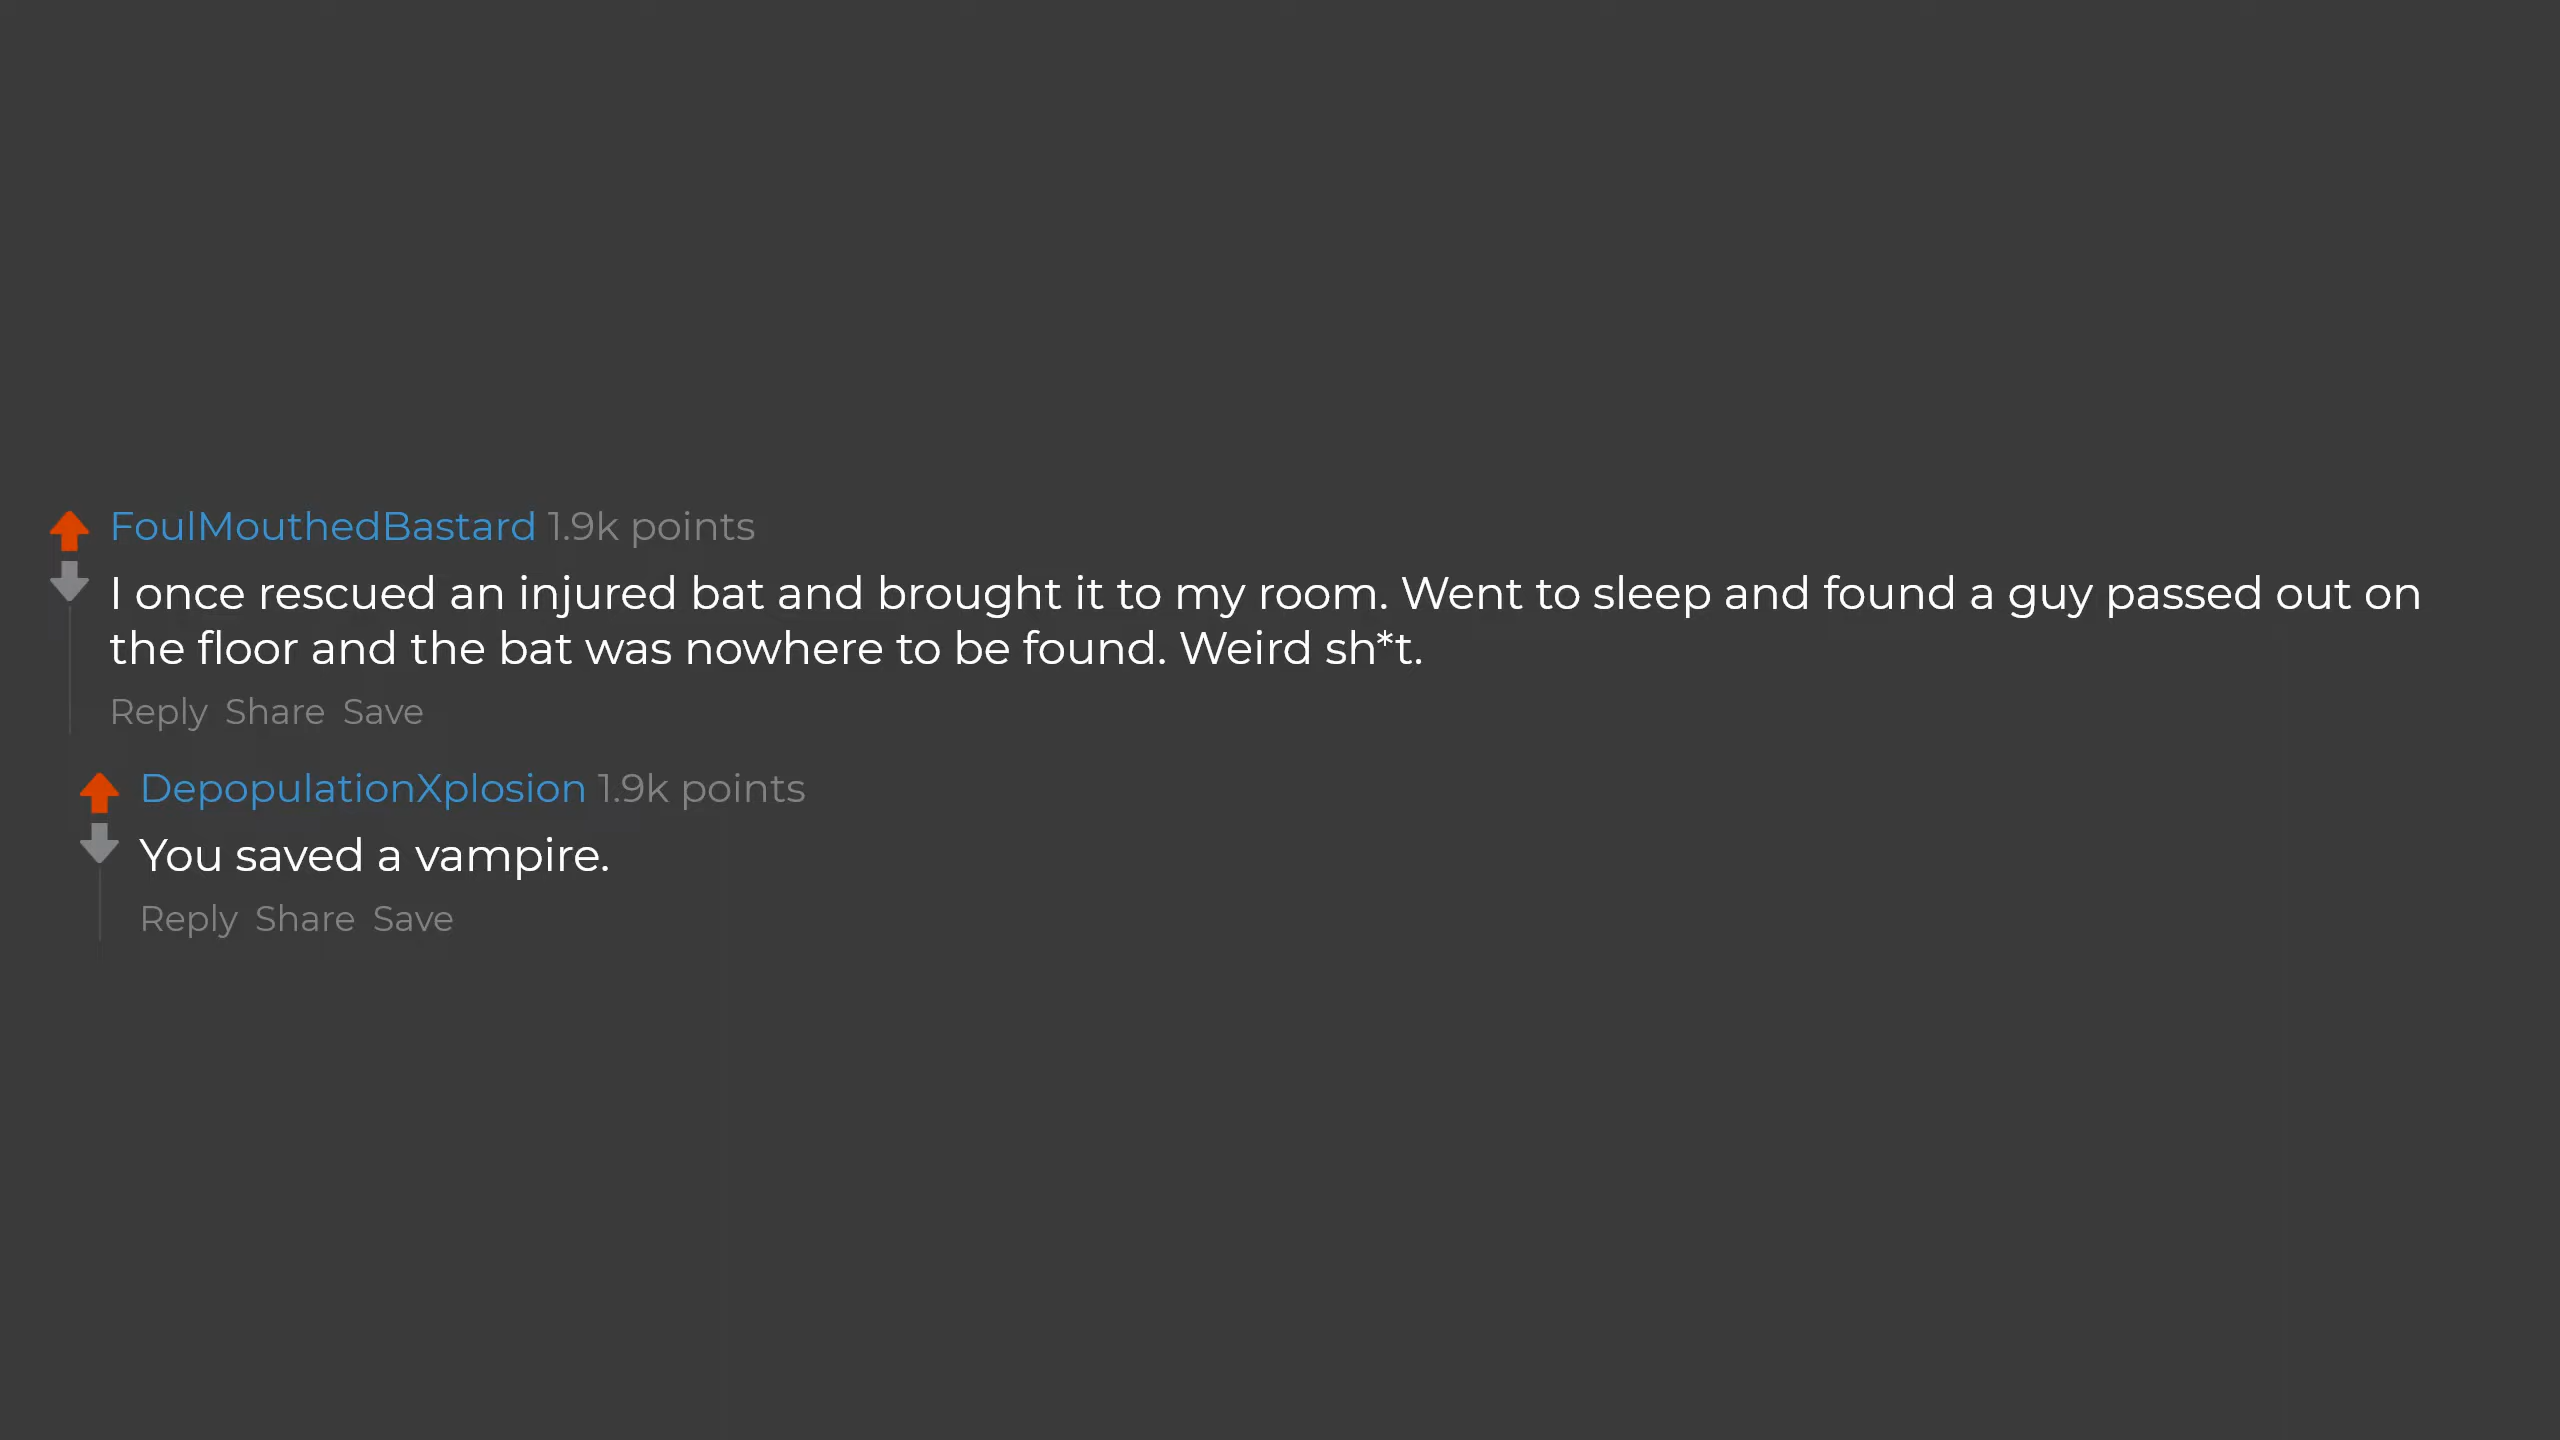 FoulMouthedBastard 1.9k points
I once rescued an injured bat and brought it to my room. Went to sleep and found a guy passed out on
the floor and the bat was nowhere to be found. Weird sh*t.
Reply Share Save
DepopulationXplosion 1.9k points
You saved a vampire.
Reply Share Save